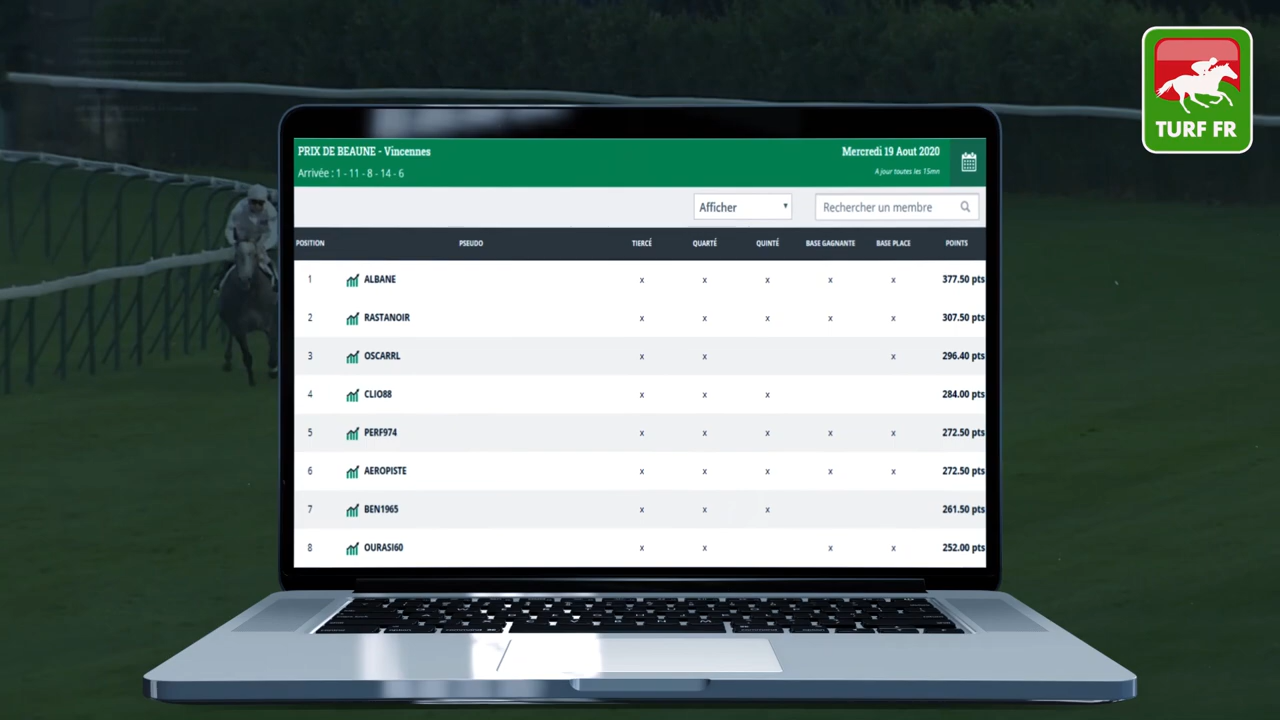 TURF FR
PRIX DE BEAUNE - Vincennes
Mercredi 19 Aout 2020
Arrivée : 1 - 11 - 8 - 14 - 6
A jour toutes les 15mn
Afficher
Rechercher un membre
POSITION PSEUDO TIERCÉ QUARTÉ QUINTÉ BASE GAGNANTE BASE PLACE POINTS
1 ALBANE x x x x x 377.50 pts
2 RASTANOIR x x x x x 307.50 pts
3 OSCARRL x x x 296.40 pts
4 CLIO88 x x x 284.00 pts
5 PERF974 x x x x x 272.50 pts
6 AEROPISTE x x x x x 272.50 pts
7 BEN1965 x x x 261.50 pts
8 OURASI60 x x x x 252.00 pts